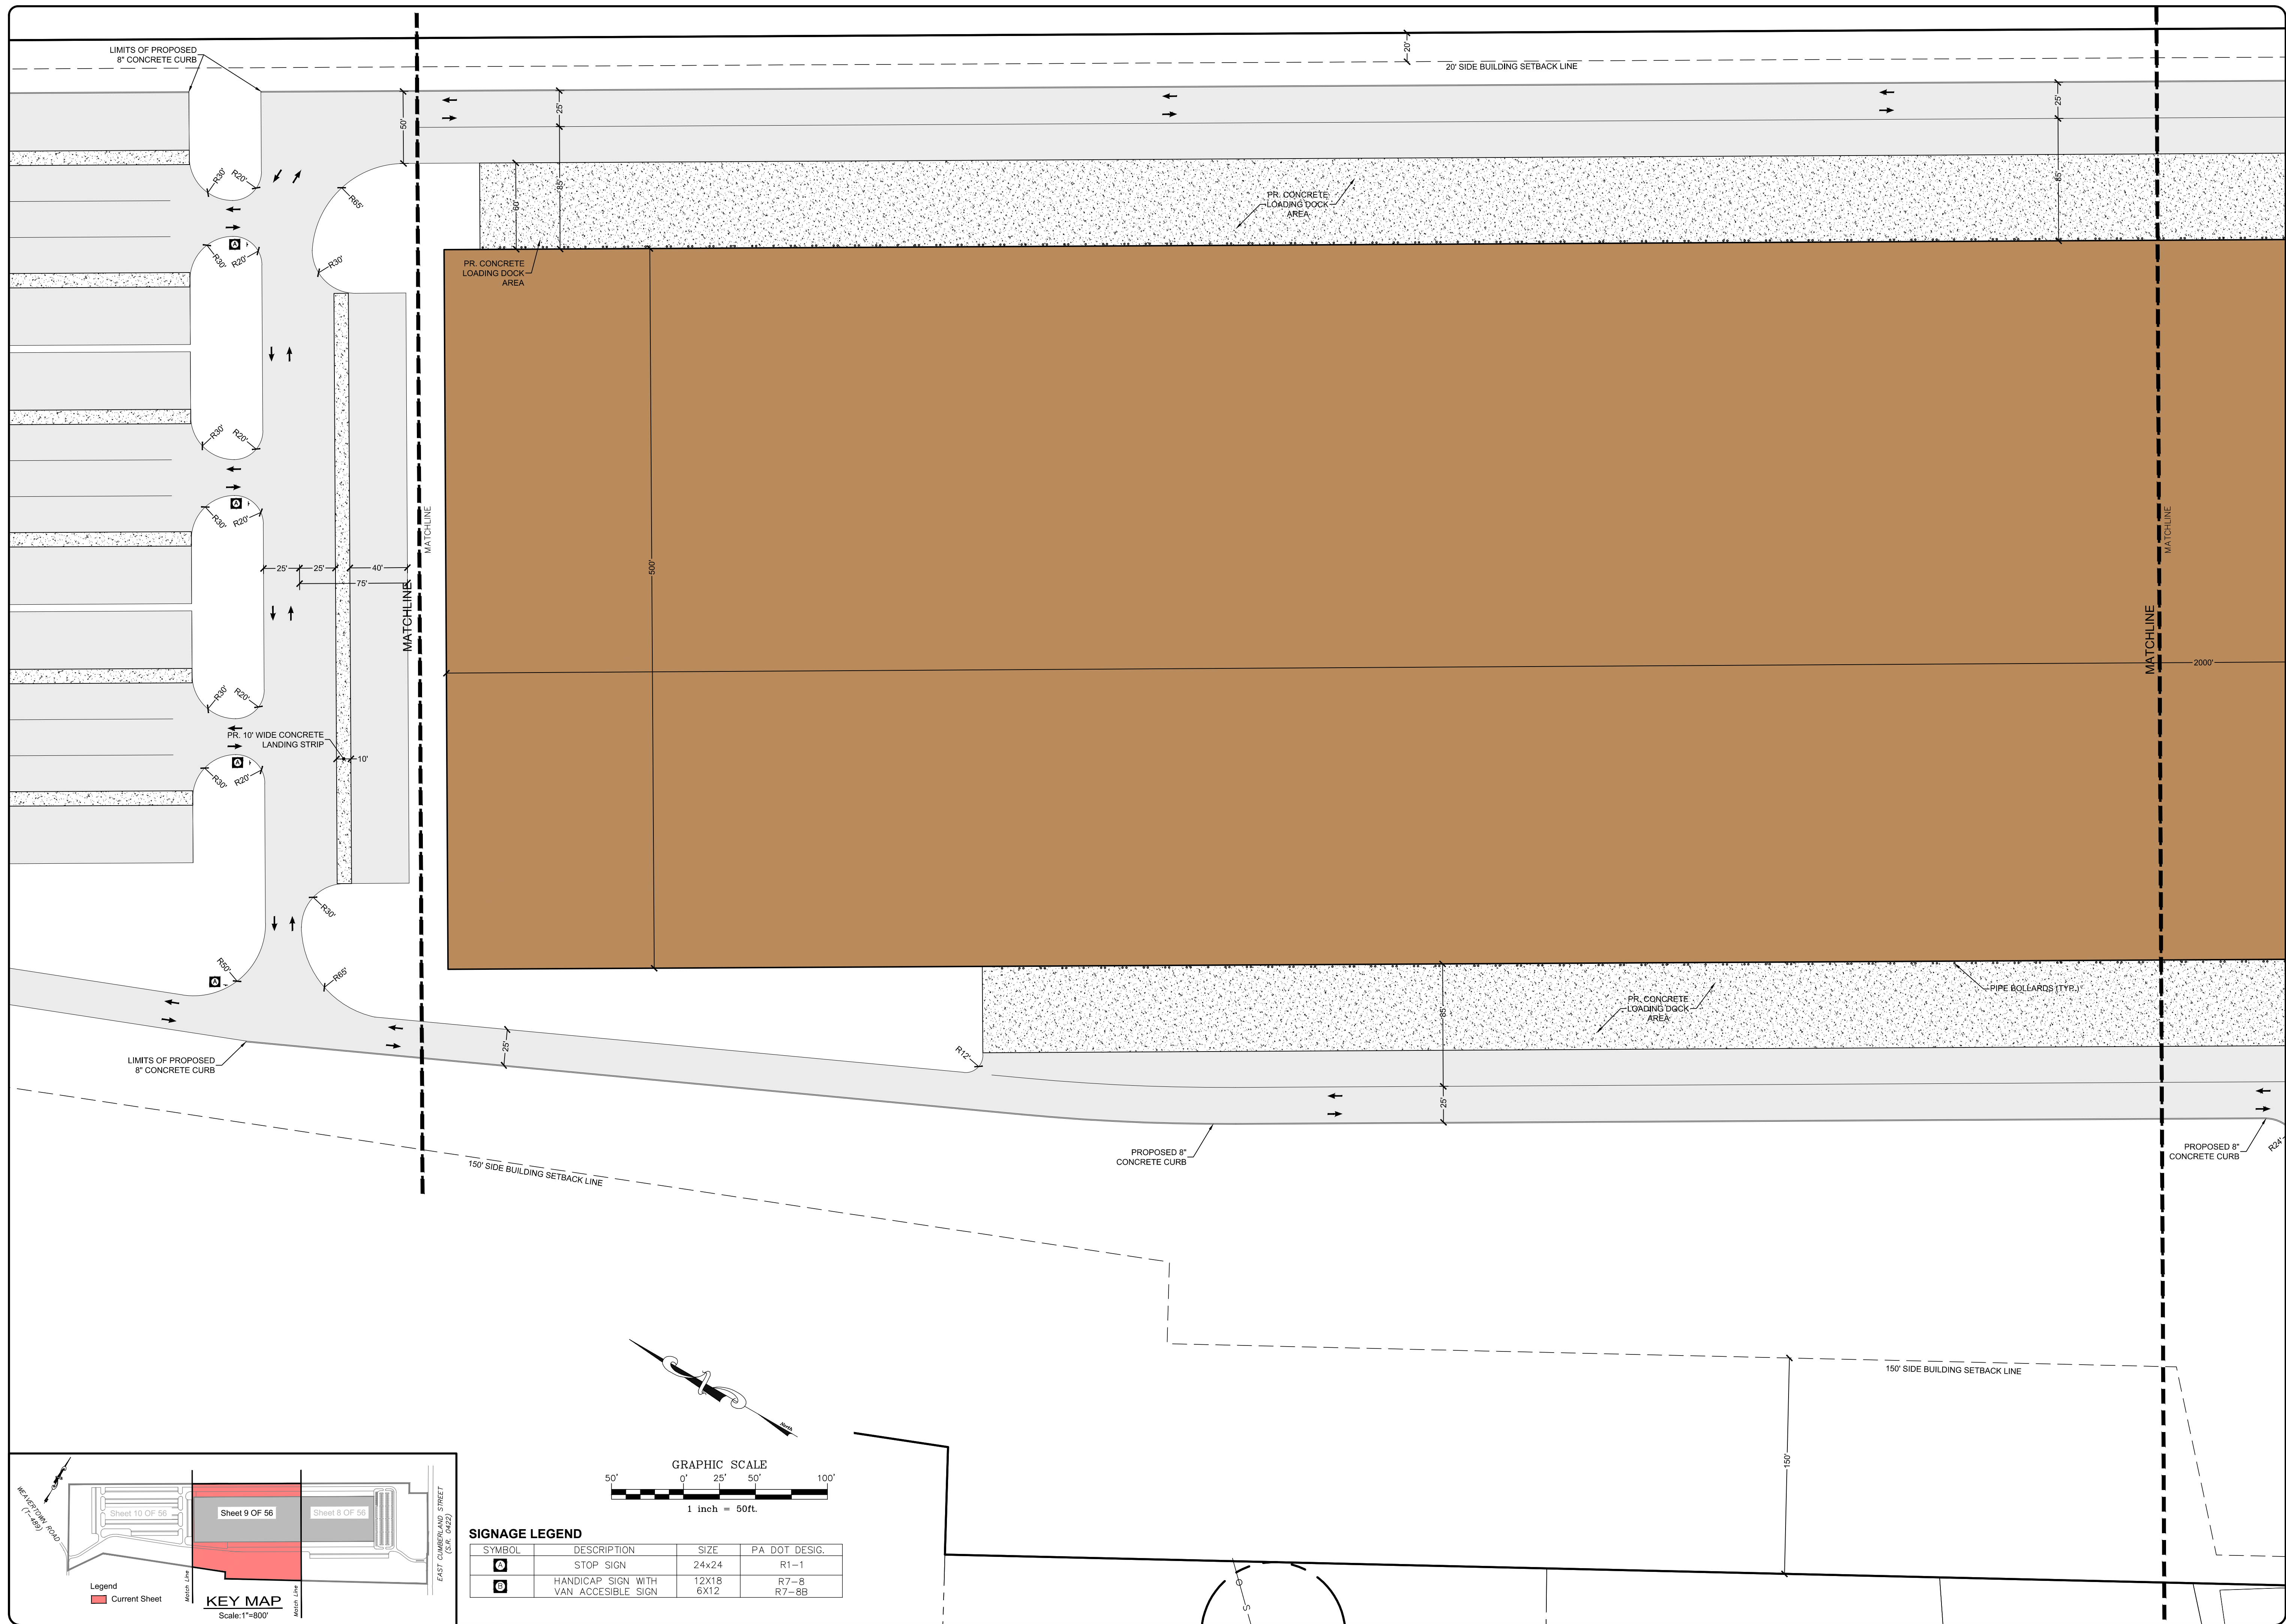 LIMITS OF PROPOSED
8" CONCRETE CURB
20'
20' SIDE BUILDING SETBACK LINE
50'
25'
25'
R30'
R20'
R65'
60'
85'
85'
PR. CONCRETE
LOADING DOCK
AREA
A
R30'
R20'
R30'
PR. CONCRETE
LOADING DOCK
AREA
R30'
R20'
A
R30'
R20'
MATCHLINE
MATCHLINE
25'
25'
40'
75'
500'
MATCHLINE
MATCHLINE
2000'
R30'
R20'
PR. 10' WIDE CONCRETE
LANDING STRIP
10'
A
R30'
R20'
R30'
R50'
A
R65'
PIPE BOLLARDS (TYP.)
PR. CONCRETE
LOADING DOCK
AREA
85'
25'
R12'
LIMITS OF PROPOSED
8" CONCRETE CURB
25'
PROPOSED 8"
CONCRETE CURB
PROPOSED 8"
CONCRETE CURB
R24'
150' SIDE BUILDING SETBACK LINE
150' SIDE BUILDING SETBACK LINE
150'
North
GRAPHIC SCALE
50' 0' 25' 50' 100'
1 inch = 50ft.
SIGNAGE LEGEND
SYMBOL DESCRIPTION SIZE PA DOT DESIG.
A STOP SIGN 24x24 R1-1
B HANDICAP SIGN WITH 12X18 R7-8
VAN ACCESIBLE SIGN 6X12 R7-8B
WEAVERTOWN ROAD
(T-489)
Sheet 10 OF 56
Sheet 9 OF 56
Sheet 8 OF 56
EAST CUMBERLAND STREET
(S.R. 0422)
Match Line
Match Line
Legend
Current Sheet
KEY MAP
Scale:1"=800'
S